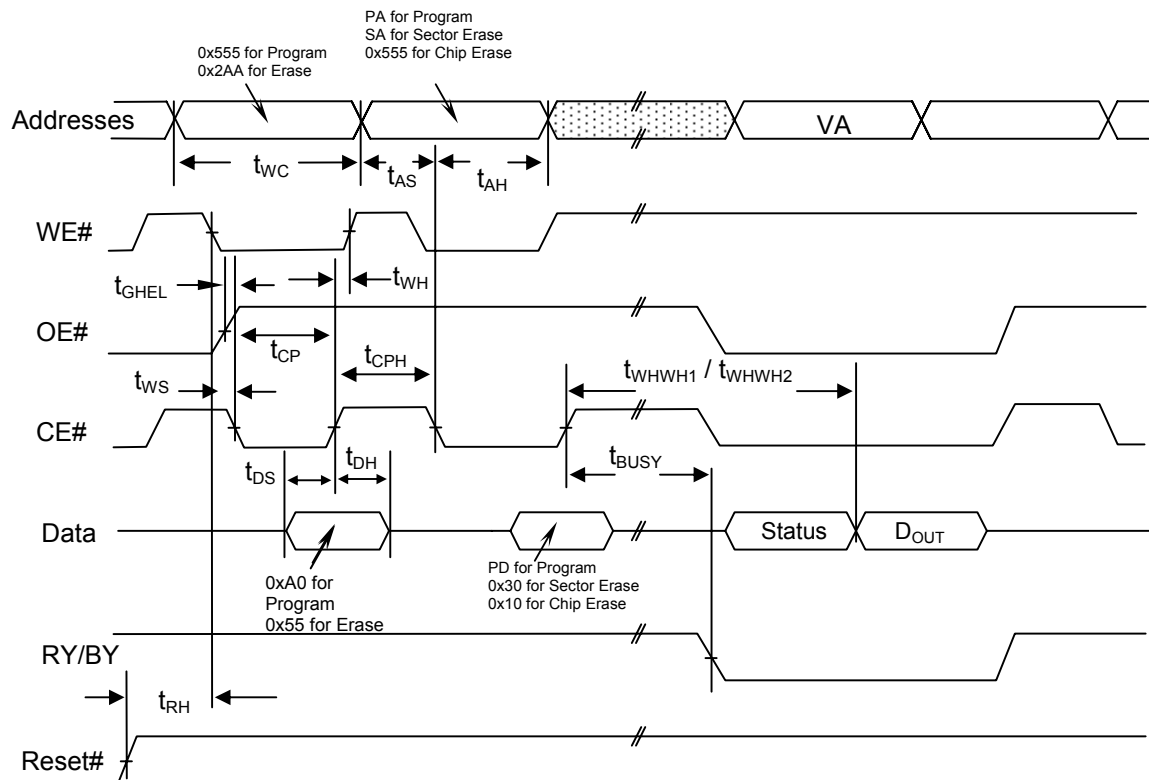 PA for Program
SA for Sector Erase
0x555 for Chip Erase
0x555 for Program
0x2AA for Erase
Addresses
VA
tWC
tAS
tAH
WE#
tGHEL
tWH
OE#
tCP
tCPH
tWS
tWHWH1 / tWHWH2
CE#
tDS
tDH
tBUSY
Data
Status
DOUT
0xA0 for
Program
0x55 for Erase
PD for Program
0x30 for Sector Erase
0x10 for Chip Erase
RY/BY
tRH
Reset#